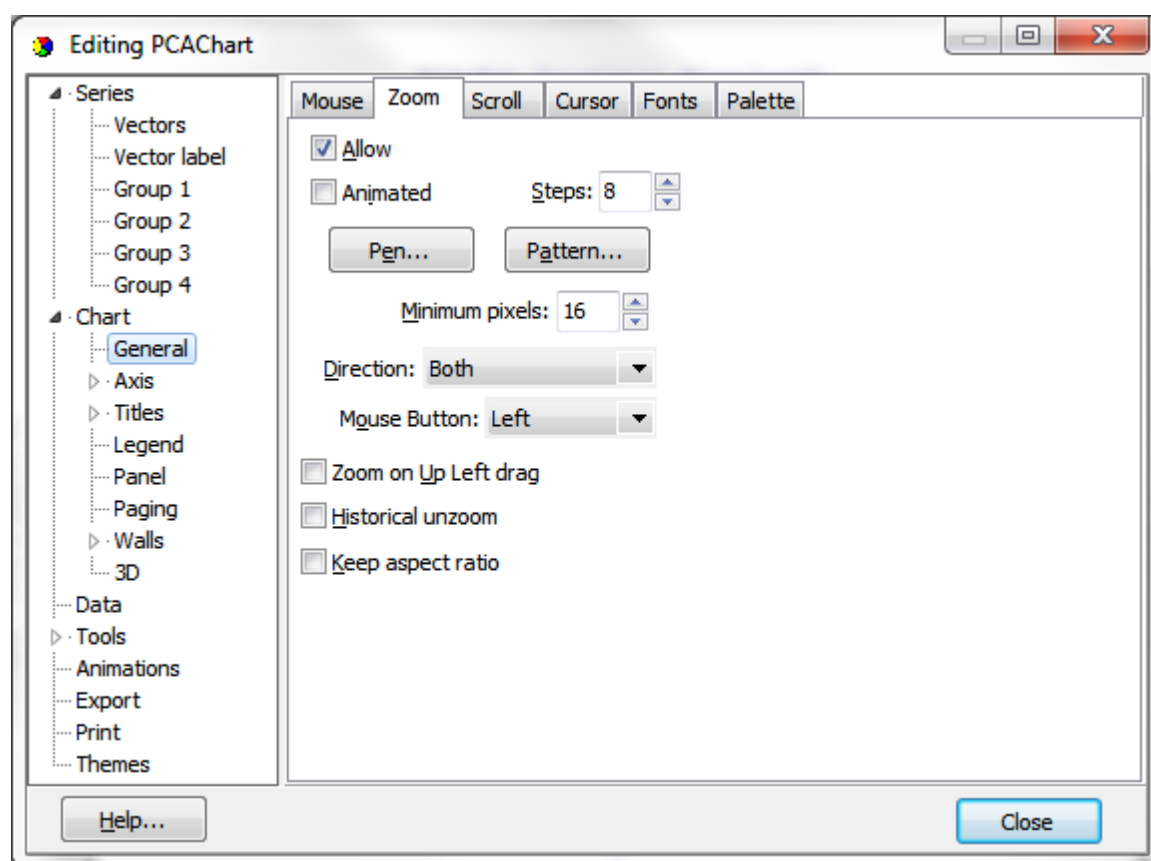 Editing PCAChart
Series
Vectors
Vector label
Group 1
Group 2
Group 3
Group 4
Chart
General
Axis
Titles
Legend
Panel
Paging
Walls
3D
Data
Tools
Animations
Export
Print
Themes
Mouse Zoom Scroll Cursor Fonts Palette
Allow
Animated Steps: 8
Pen... Pattern...
Minimum pixels: 16
Direction: Both
Mouse Button: Left
Zoom on Up Left drag
Historical unzoom
Keep aspect ratio
Help... Close